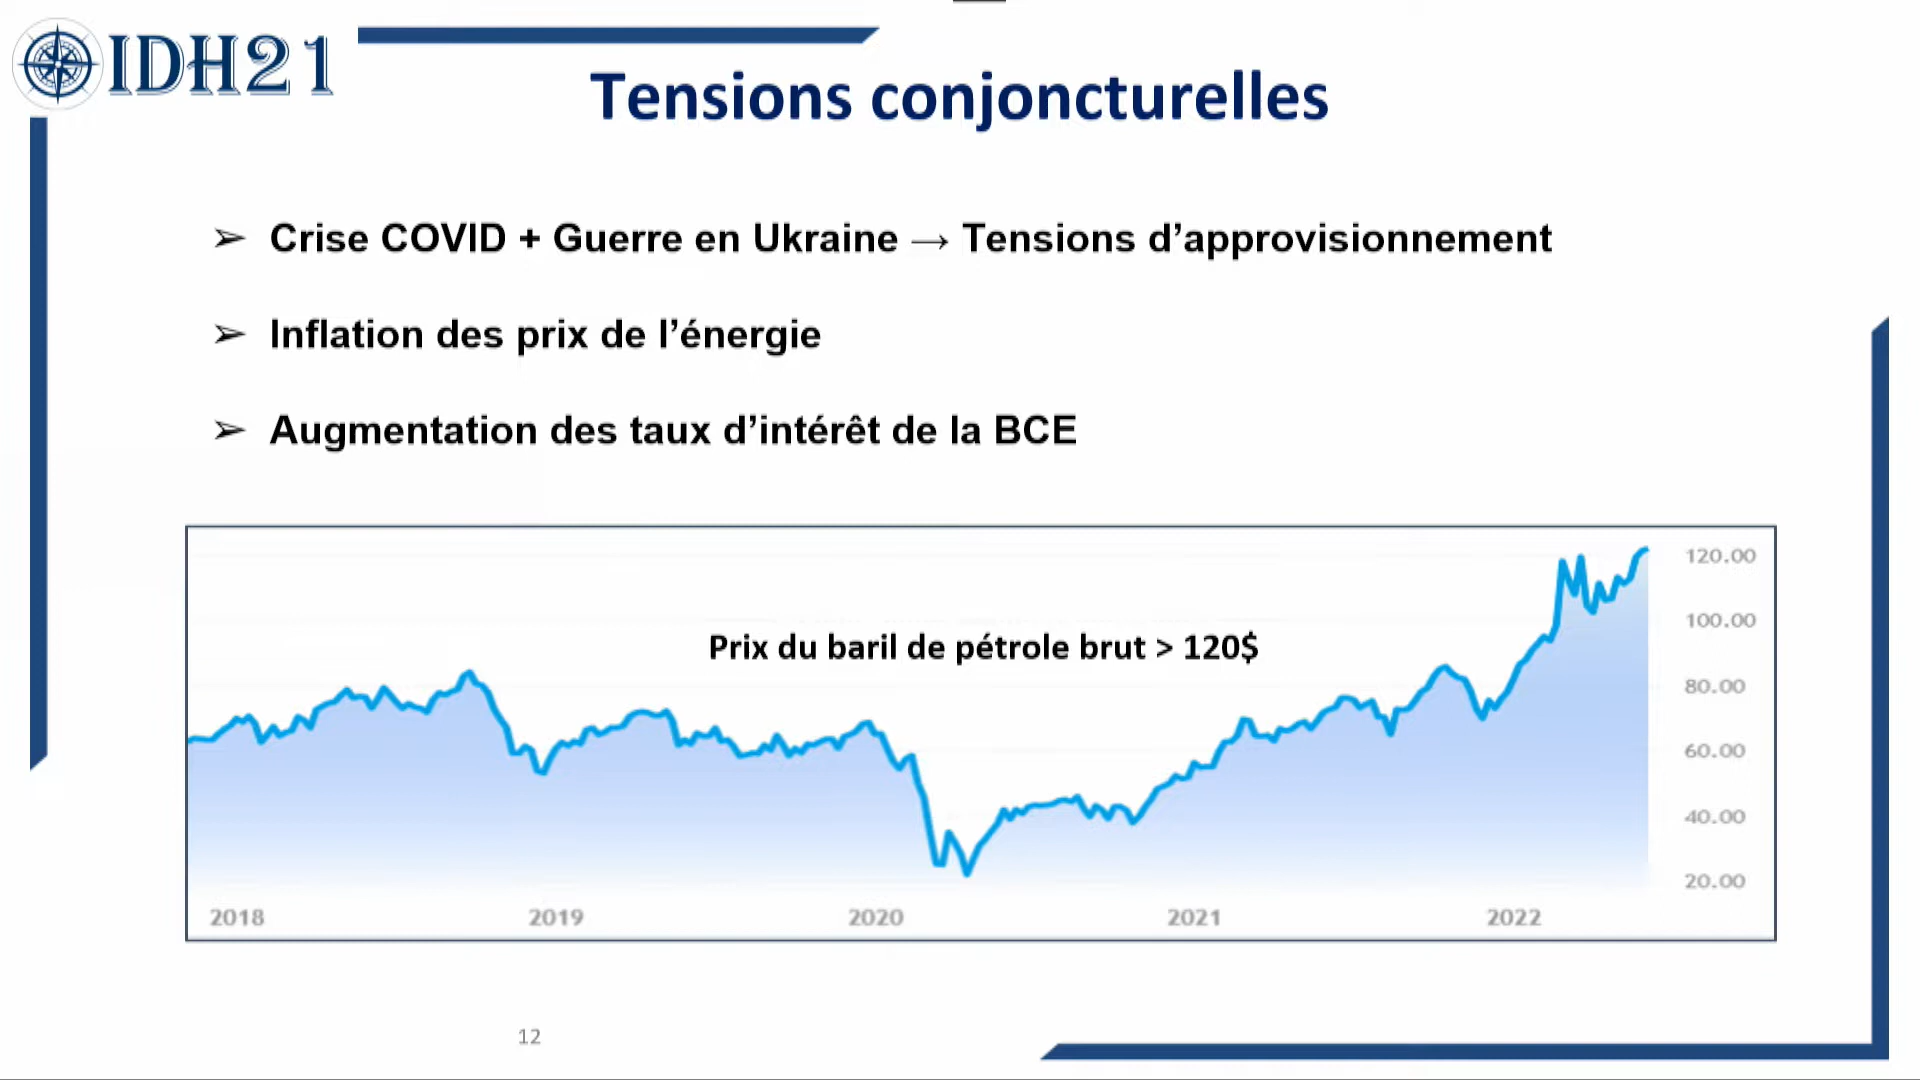 IDH21
Tensions conjoncturelles
➢ Crise COVID + Guerre en Ukraine → Tensions d’approvisionnement
➢ Inflation des prix de l’énergie
➢ Augmentation des taux d’intérêt de la BCE
Prix du baril de pétrole brut > 120$
120.00
100.00
80.00
60.00
40.00
20.00
2018 2019 2020 2021 2022
12